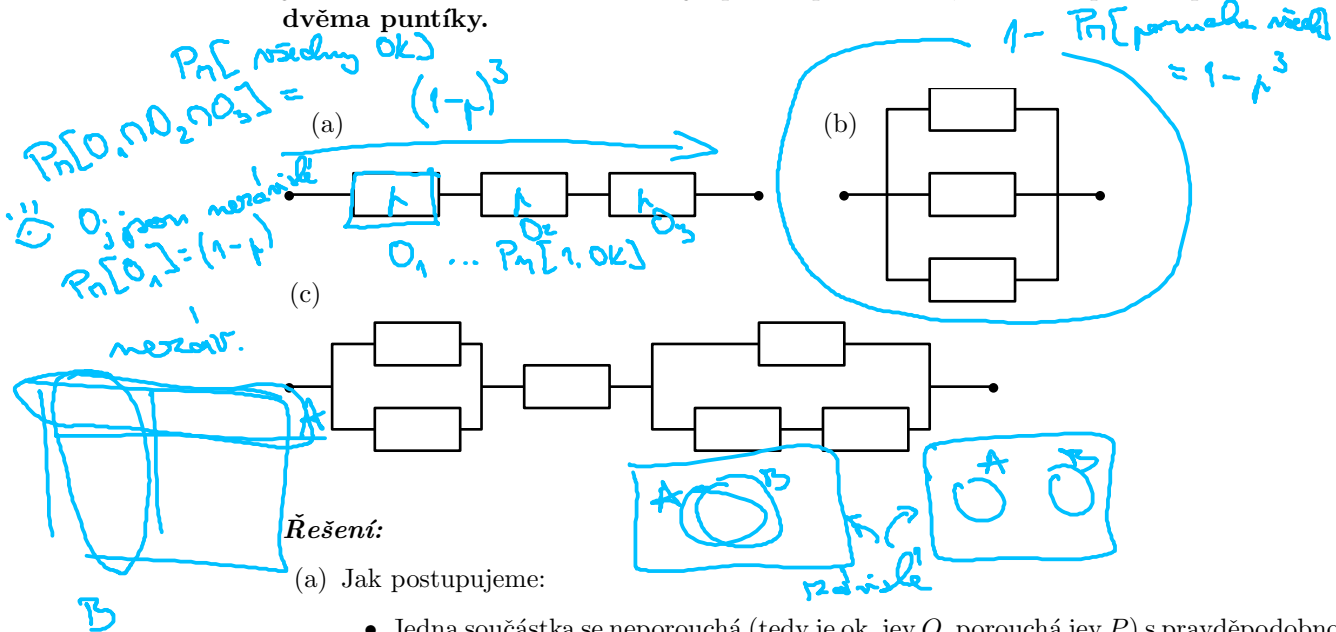 dvěma puntíky.
Pr[všechny OK]
Pr[O₁∩O₂∩O₃] = (1-p)³
1 - Pr[porucha všech]
= 1-p³
(a)
(b)
p p p
O₂ O₃
Oⱼ jsou nezávislé
Pr[O₁]=(1-p)
O₁ ... Pr[1. OK]
(c)
nezáv.
A
A B
A B
Řešení:
závislé
(a) Jak postupujeme:
B
• Jedna součástka se neporouchá (tedy je ok, jev O, porouchá jev P) s pravděpodobno